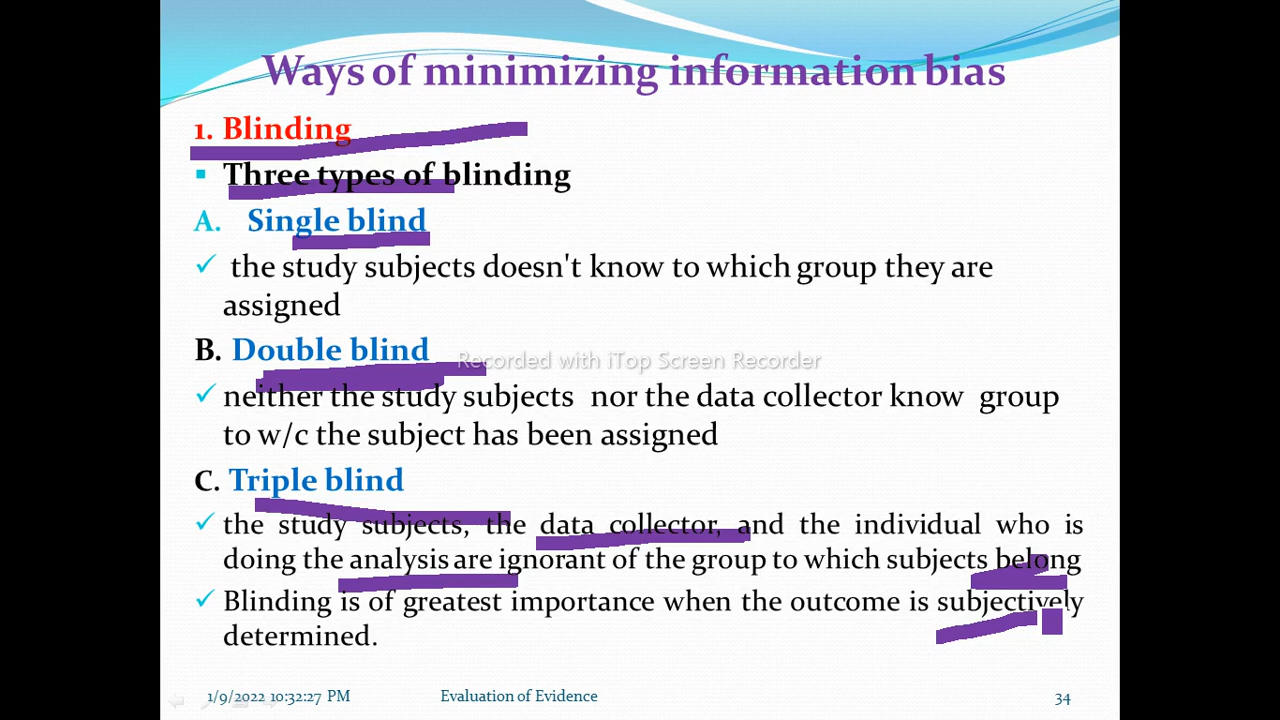 Ways of minimizing information bias
1. Blinding
▪ Three types of blinding
A. Single blind
✓ the study subjects doesn't know to which group they are
assigned
B. Double blind
Recorded with iTop Screen Recorder
✓ neither the study subjects nor the data collector know group
to w/c the subject has been assigned
C. Triple blind
✓ the study subjects, the data collector, and the individual who is
doing the analysis are ignorant of the group to which subjects belong
✓ Blinding is of greatest importance when the outcome is subjectively
determined.
1/9/2022 10:32:27 PM Evaluation of Evidence 34